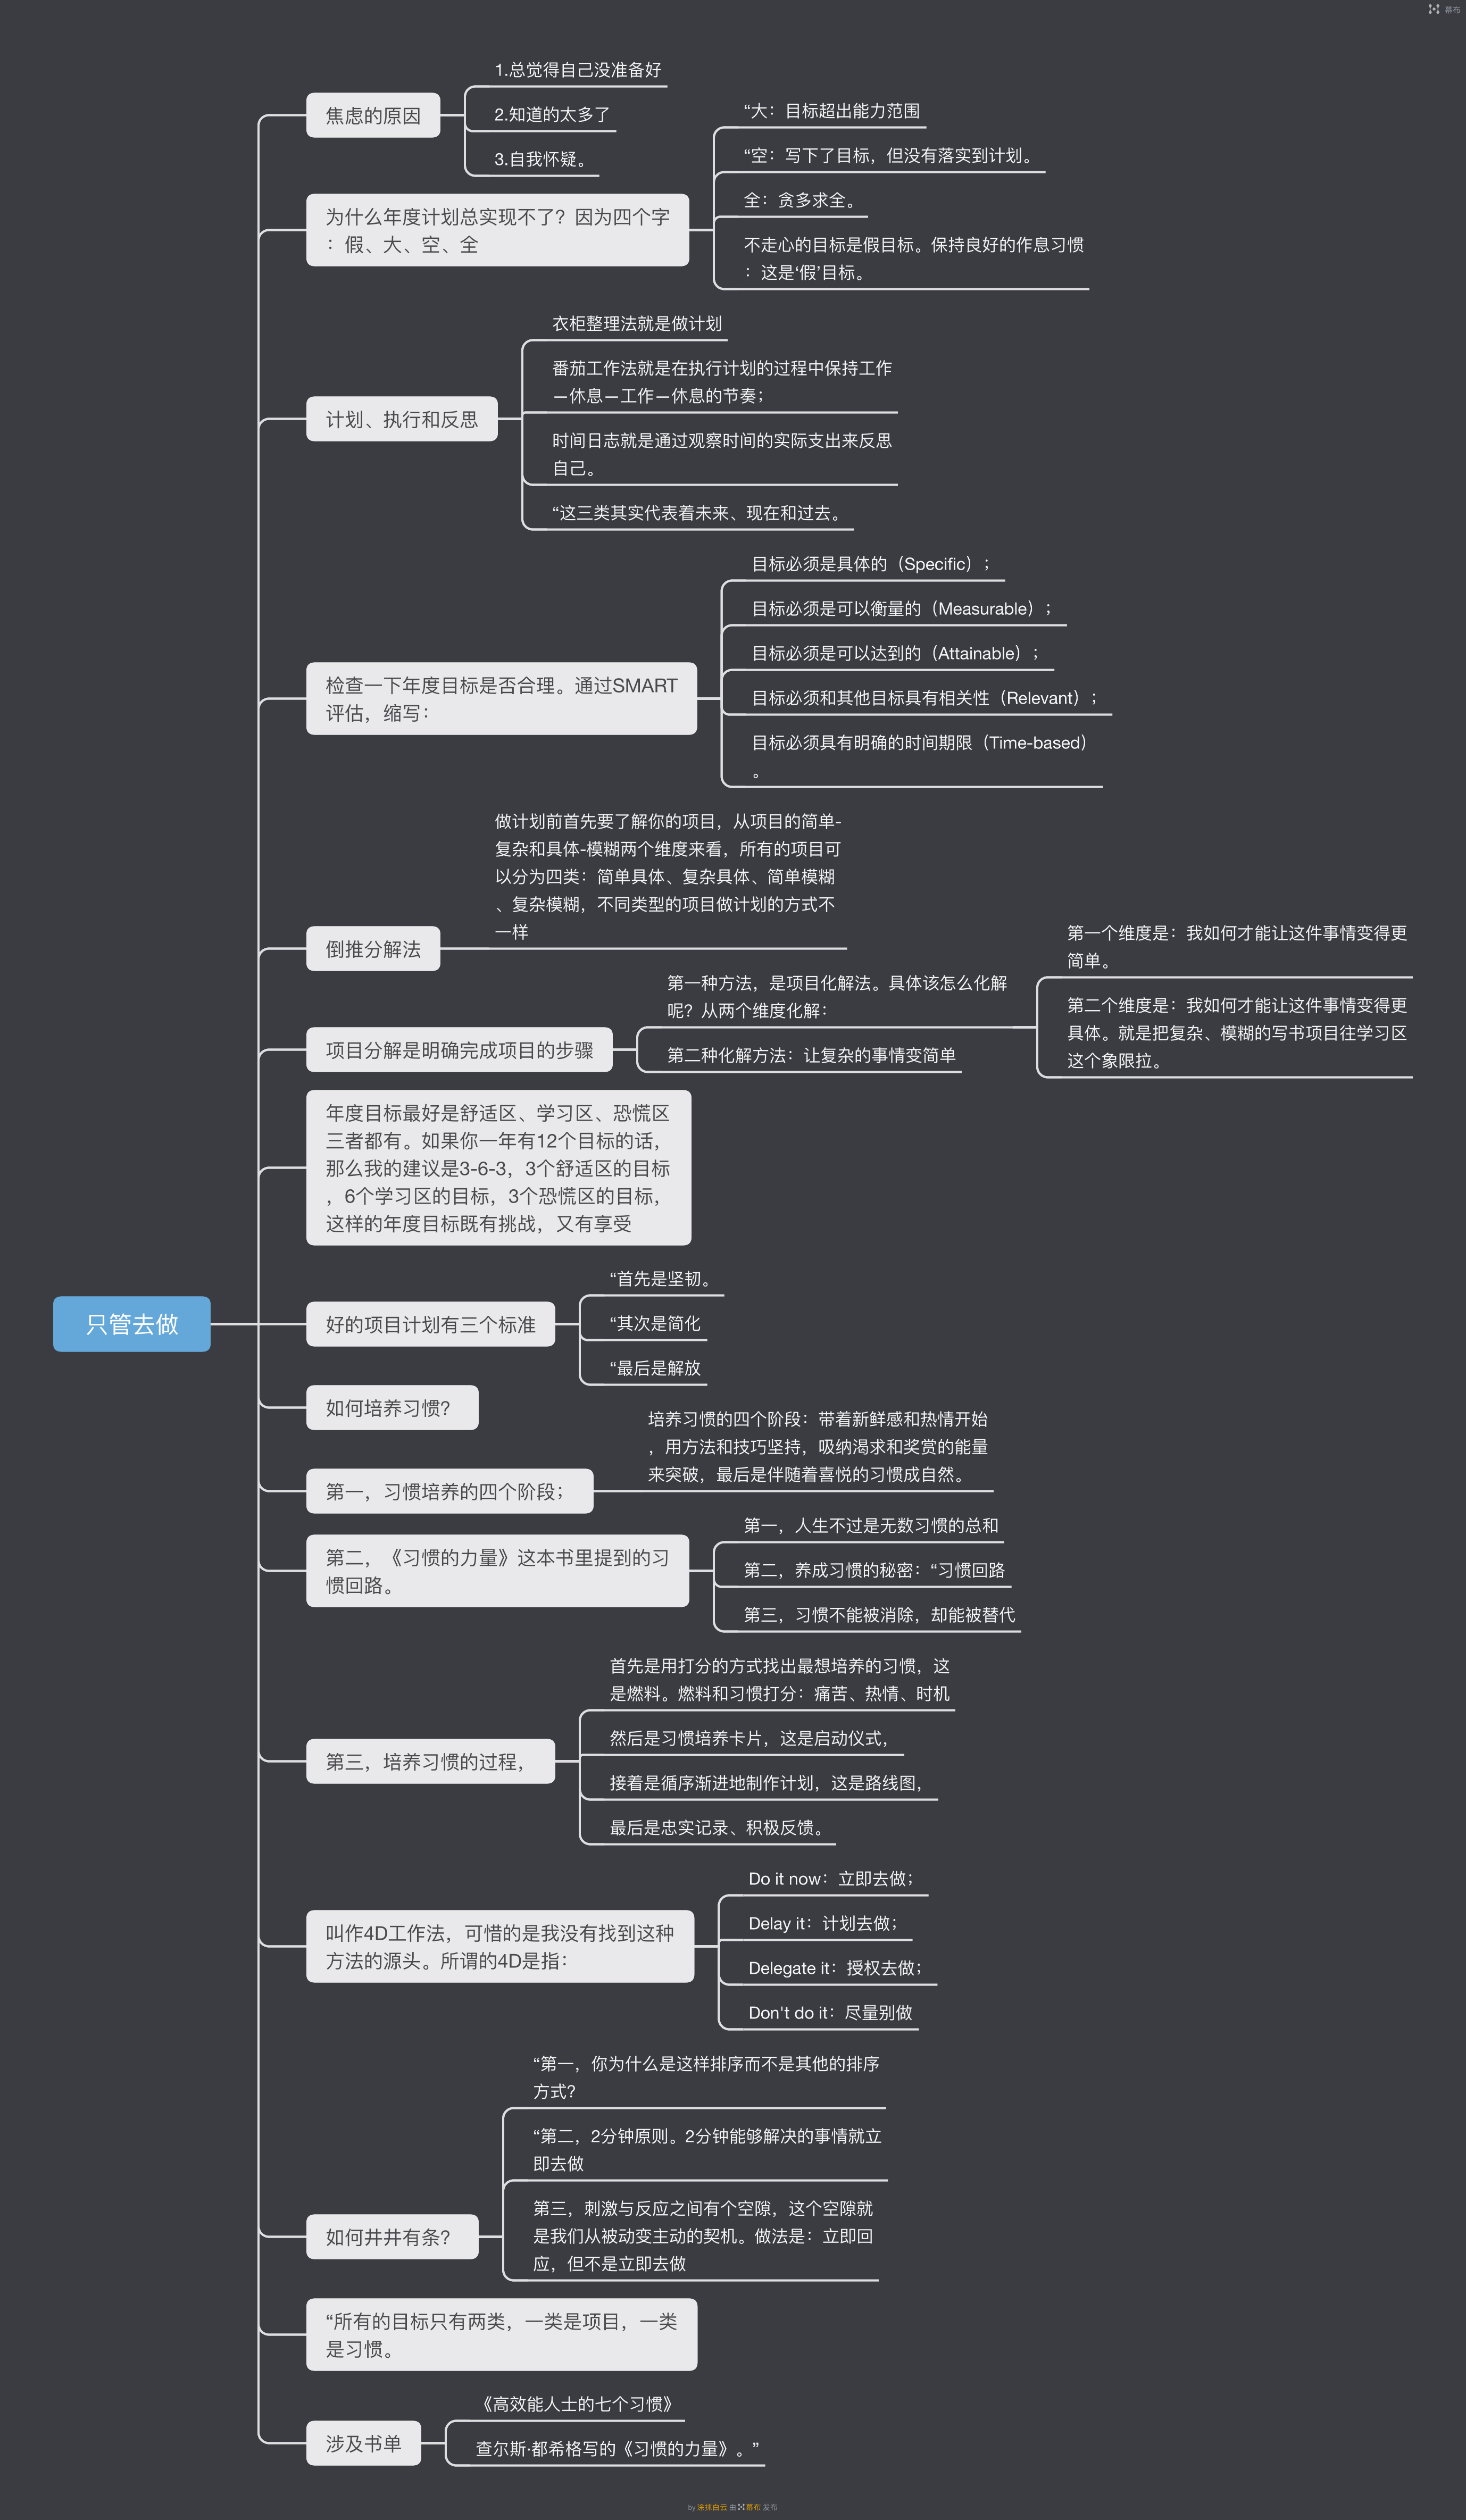 幕布
只管去做
焦虑的原因
1.总觉得自己没准备好
2.知道的太多了
3.自我怀疑。
为什么年度计划总实现不了？因为四个字
：假、大、空、全
“大：目标超出能力范围
“空：写下了目标，但没有落实到计划。
全：贪多求全。
不走心的目标是假目标。保持良好的作息习惯
：这是‘假’目标。
计划、执行和反思
衣柜整理法就是做计划
番茄工作法就是在执行计划的过程中保持工作
—休息—工作—休息的节奏；
时间日志就是通过观察时间的实际支出来反思
自己。
“这三类其实代表着未来、现在和过去。
检查一下年度目标是否合理。通过SMART
评估，缩写：
目标必须是具体的（Specific）；
目标必须是可以衡量的（Measurable）；
目标必须是可以达到的（Attainable）；
目标必须和其他目标具有相关性（Relevant）；
目标必须具有明确的时间期限（Time-based）
。
倒推分解法
做计划前首先要了解你的项目，从项目的简单-
复杂和具体-模糊两个维度来看，所有的项目可
以分为四类：简单具体、复杂具体、简单模糊
、复杂模糊，不同类型的项目做计划的方式不
一样
项目分解是明确完成项目的步骤
第一种方法，是项目化解法。具体该怎么化解
呢？从两个维度化解：
第一个维度是：我如何才能让这件事情变得更
简单。
第二个维度是：我如何才能让这件事情变得更
具体。就是把复杂、模糊的写书项目往学习区
这个象限拉。
第二种化解方法：让复杂的事情变简单
年度目标最好是舒适区、学习区、恐慌区
三者都有。如果你一年有12个目标的话，
那么我的建议是3-6-3，3个舒适区的目标
，6个学习区的目标，3个恐慌区的目标，
这样的年度目标既有挑战，又有享受
好的项目计划有三个标准
“首先是坚韧。
“其次是简化
“最后是解放
如何培养习惯？
第一，习惯培养的四个阶段；
培养习惯的四个阶段：带着新鲜感和热情开始
，用方法和技巧坚持，吸纳渴求和奖赏的能量
来突破，最后是伴随着喜悦的习惯成自然。
第二，《习惯的力量》这本书里提到的习
惯回路。
第一，人生不过是无数习惯的总和
第二，养成习惯的秘密：“习惯回路
第三，习惯不能被消除，却能被替代
第三，培养习惯的过程，
首先是用打分的方式找出最想培养的习惯，这
是燃料。燃料和习惯打分：痛苦、热情、时机
然后是习惯培养卡片，这是启动仪式，
接着是循序渐进地制作计划，这是路线图，
最后是忠实记录、积极反馈。
叫作4D工作法，可惜的是我没有找到这种
方法的源头。所谓的4D是指：
Do it now：立即去做；
Delay it：计划去做；
Delegate it：授权去做；
Don't do it：尽量别做
如何井井有条？
“第一，你为什么是这样排序而不是其他的排序
方式？
“第二，2分钟原则。2分钟能够解决的事情就立
即去做
第三，刺激与反应之间有个空隙，这个空隙就
是我们从被动变主动的契机。做法是：立即回
应，但不是立即去做
“所有的目标只有两类，一类是项目，一类
是习惯。
涉及书单
《高效能人士的七个习惯》
查尔斯·都希格写的《习惯的力量》。”
by 涂抹白云 由 幕布 发布